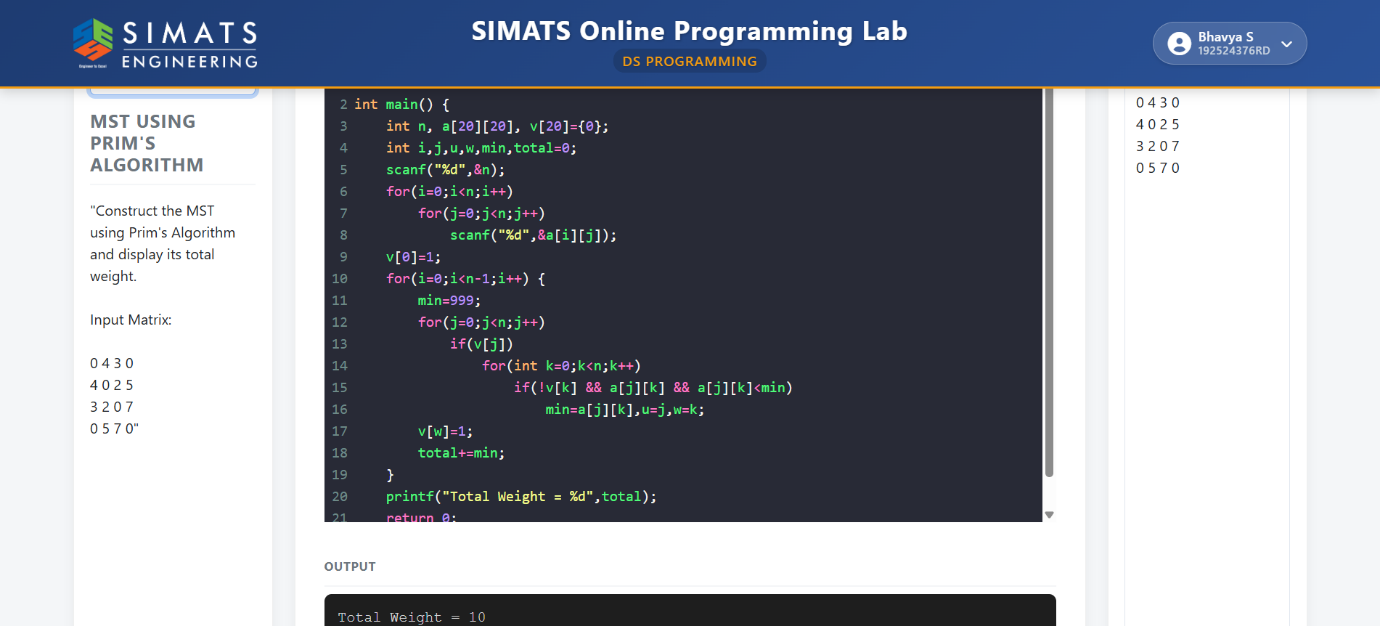 SIMATS
ENGINEERING
Engineer to Excel
SIMATS Online Programming Lab
DS PROGRAMMING
Bhavya S
192524376RD
MST USING
PRIM'S
ALGORITHM
"Construct the MST
using Prim's Algorithm
and display its total
weight.
Input Matrix:
0 4 3 0
4 0 2 5
3 2 0 7
0 5 7 0"
2 int main() {
3 int n, a[20][20], v[20]={0};
4 int i,j,u,w,min,total=0;
5 scanf("%d",&n);
6 for(i=0;i<n;i++)
7 for(j=0;j<n;j++)
8 scanf("%d",&a[i][j]);
9 v[0]=1;
10 for(i=0;i<n-1;i++) {
11 min=999;
12 for(j=0;j<n;j++)
13 if(v[j])
14 for(int k=0;k<n;k++)
15 if(!v[k] && a[j][k] && a[j][k]<min)
16 min=a[j][k],u=j,w=k;
17 v[w]=1;
18 total+=min;
19 }
20 printf("Total Weight = %d",total);
21 return 0;
OUTPUT
Total Weight = 10
0 4 3 0
4 0 2 5
3 2 0 7
0 5 7 0